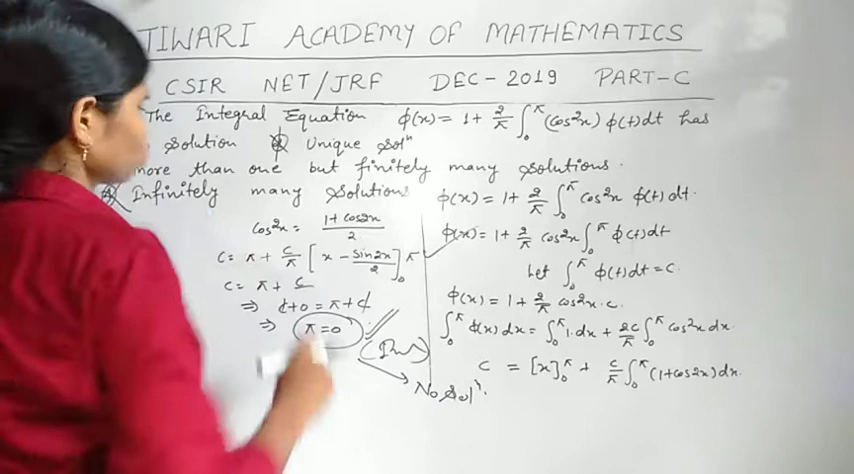 TIWARI ACADEMY OF MATHEMATICS
CSIR NET/JRF DEC-2019 PART-C
The Integral Equation φ(x) = 1 + 2/π ∫₀^π (cos²x) φ(t)dt has
Solution Unique Solⁿ
more than one but finitely many Solutions.
Infinitely many Solutions
cos²x = (1+cos2x)/2
c = π + c/π [x - sin2x/2]₀^π
c = π + c
⇒ c+0 = π+c
⇒ π=0
No Solⁿ.
φ(x) = 1 + 2/π ∫₀^π cos²x φ(t)dt.
φ(x) = 1 + 2/π cos²x ∫₀^π φ(t)dt
Let ∫₀^π φ(t)dt = c.
φ(x) = 1 + 2/π cos²x.c.
∫₀^π φ(x)dx = ∫₀^π 1.dx + 2c/π ∫₀^π cos²x dx.
c = [x]₀^π + c/π ∫₀^π (1+cos2x)dx.